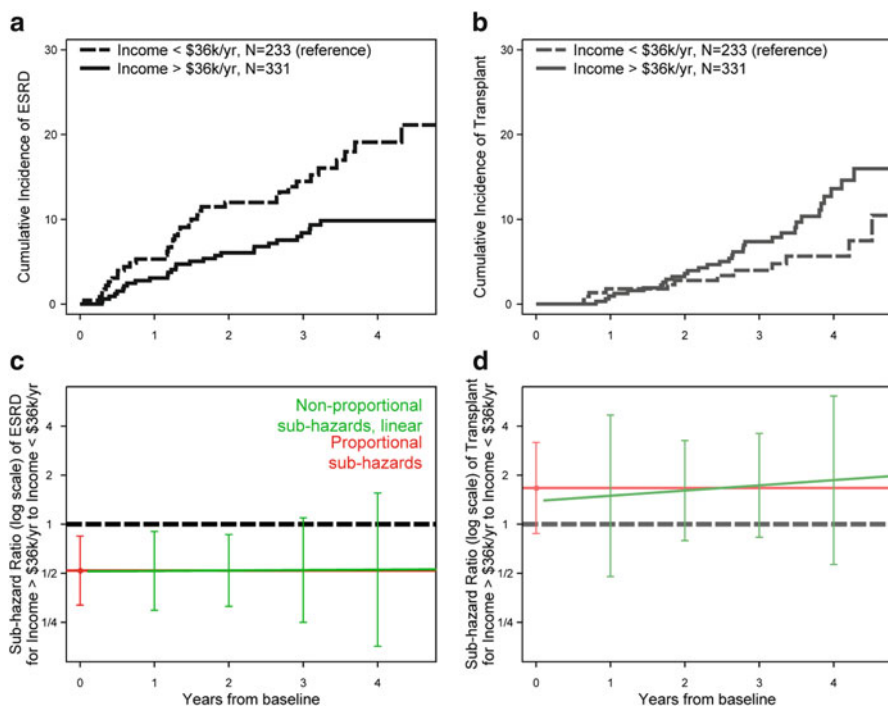 a
Cumulative Incidence of ESRD
30
20
10
0
Income < $36k/yr, N=233 (reference)
Income > $36k/yr, N=331
0 1 2 3 4
b
Cumulative Incidence of Transplant
30
20
10
0
Income < $36k/yr, N=233 (reference)
Income > $36k/yr, N=331
0 1 2 3 4
c
Sub-hazard Ratio (log scale) of ESRD
for Income > $36k/yr to Income < $36k/yr
4
2
1
1/2
1/4
Non-proportional
sub-hazards, linear
Proportional
sub-hazards
0 1 2 3 4
Years from baseline
d
Sub-hazard Ratio (log scale) of Transplant
for Income > $36k/yr to Income < $36k/yr
4
2
1
1/2
1/4
0 1 2 3 4
Years from baseline